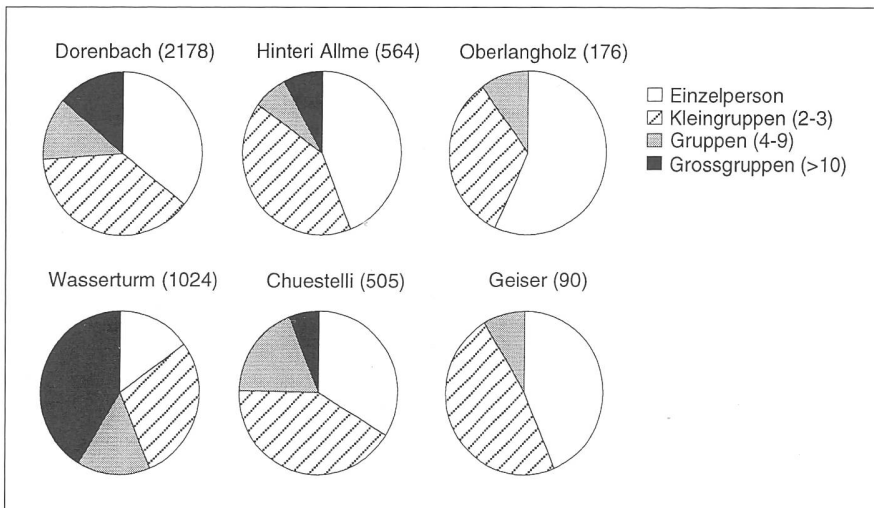 Dorenbach (2178)
Hinteri Allme (564)
Oberlangholz (176)
Einzelperson
Kleingruppen (2-3)
Gruppen (4-9)
Grossgruppen (>10)
Wasserturm (1024)
Chuestelli (505)
Geiser (90)